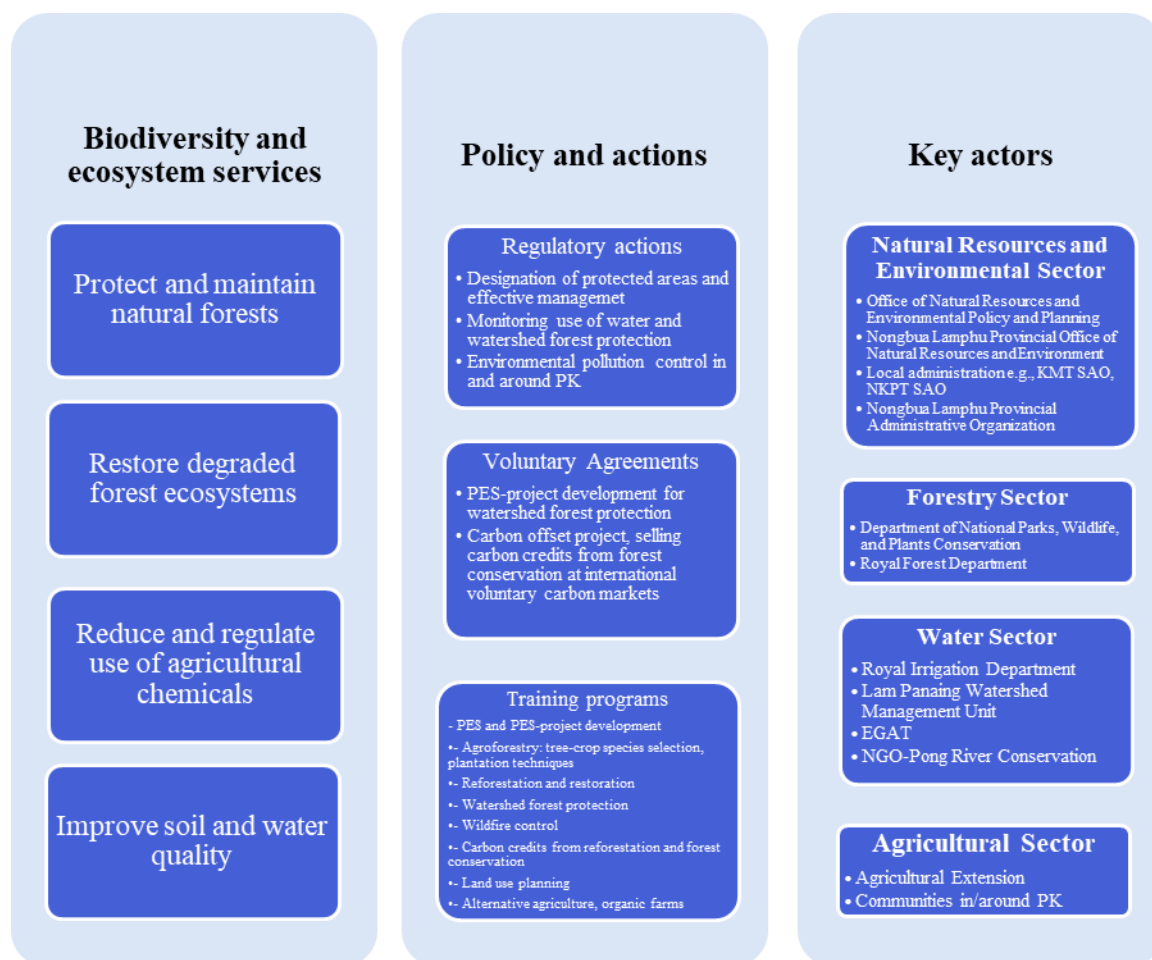 Biodiversity and
ecosystem services
Protect and maintain
natural forests
Restore degraded
forest ecosystems
Reduce and regulate
use of agricultural
chemicals
Improve soil and water
quality
Policy and actions
Regulatory actions
• Designation of protected areas and
effective managemet
• Monitoring use of water and
watershed forest protection
• Environmental pollution control in
and around PK
Voluntary Agreements
• PES-project development for
watershed forest protection
• Carbon offset project, selling
carbon credits from forest
conservation at international
voluntary carbon markets
Training programs
- PES and PES-project development
•- Agroforestry: tree-crop species selection,
plantation techniques
•- Reforestation and restoration
•- Watershed forest protection
•- Wildfire control
•- Carbon credits from reforestation and forest
conservation
•- Land use planning
•- Alternative agriculture, organic farms
Key actors
Natural Resources and
Environmental Sector
• Office of Natural Resources and
Environmental Policy and Planning
• Nongbua Lamphu Provincial Office of
Natural Resources and Environment
• Local administration e.g., KMT SAO,
NKPT SAO
• Nongbua Lamphu Provincial
Administrative Organization
Forestry Sector
• Department of National Parks, Wildlife,
and Plants Conservation
• Royal Forest Department
Water Sector
• Royal Irrigation Department
• Lam Panaing Watershed
Management Unit
• EGAT
• NGO-Pong River Conservation
Agricultural Sector
• Agricultural Extension
• Communities in/around PK